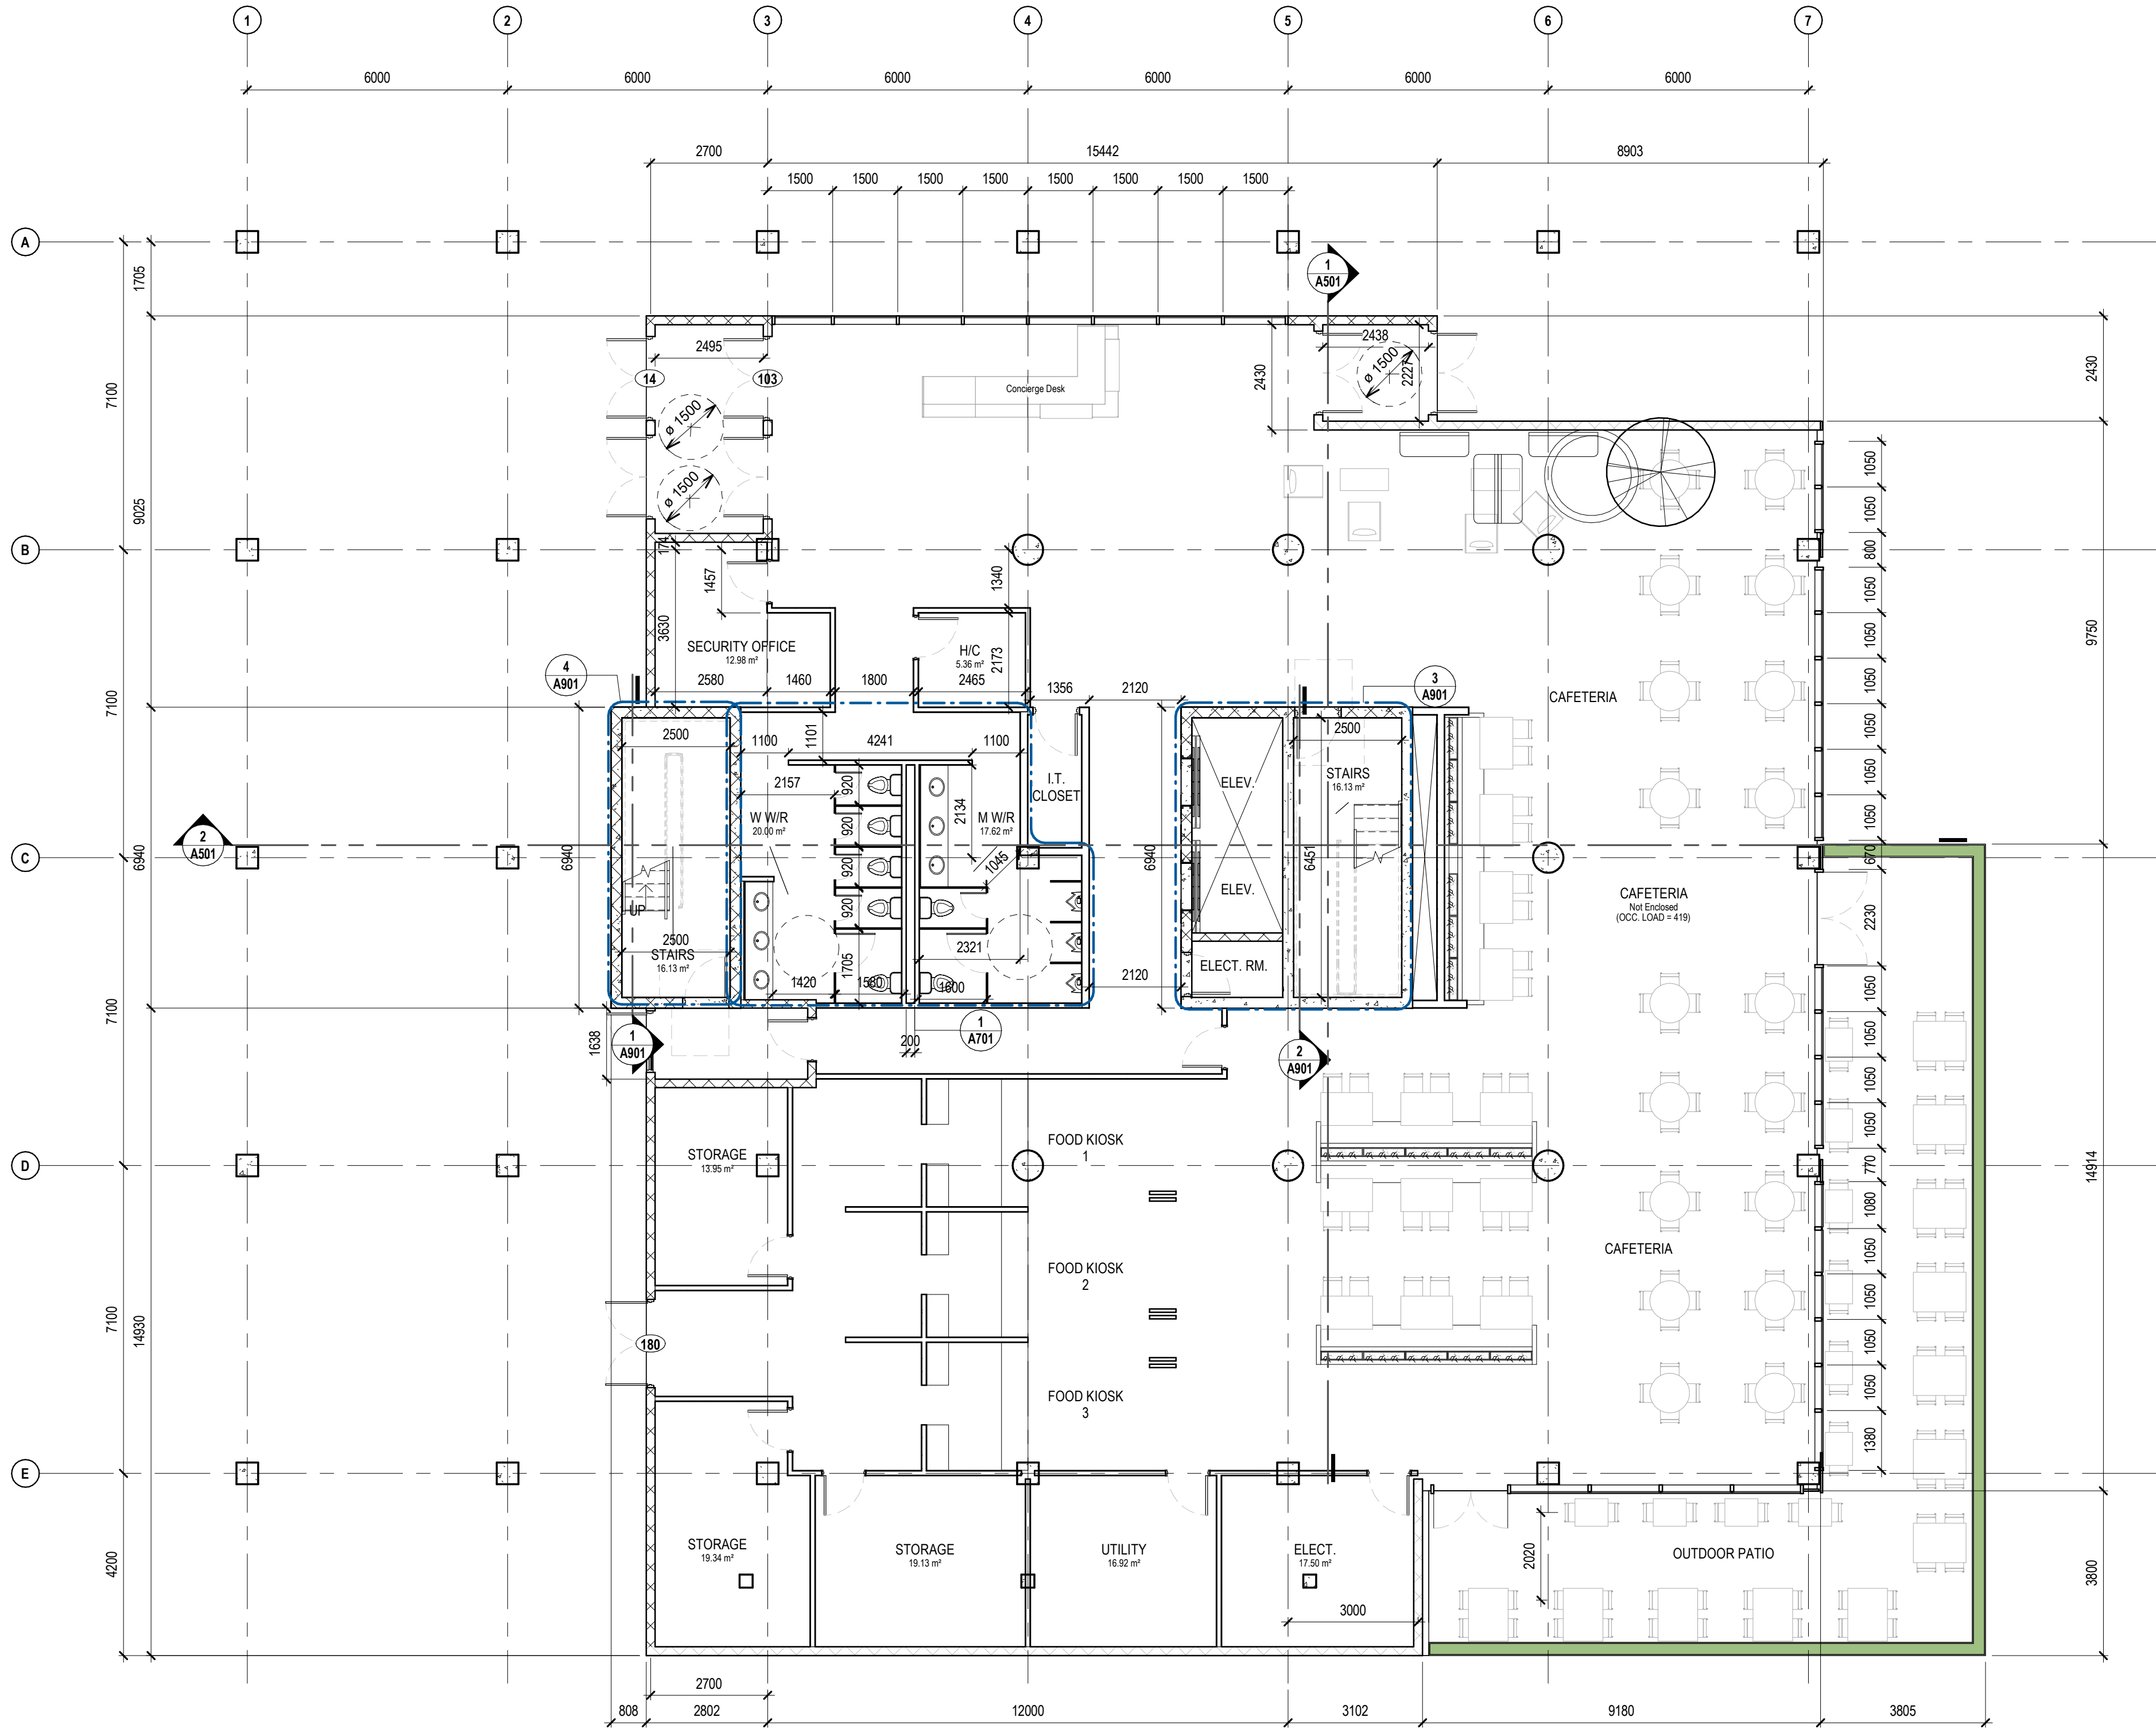 1 2 3 4 5 6 7
6000 6000 6000 6000 6000 6000
2700 15442 8903
1500 1500 1500 1500 1500 1500 1500 1500
A
1705
1
A501
2495
2438
14
103
ø 1500
2227
ø 1500
ø 1500
Concierge Desk
2430
2430
7100
9025
1050
1050
B
174
800
1457
1340
1050
3630
SECURITY OFFICE
12.98 m²
H/C
5.36 m²
2173
1050
9750
4
A901
2580
1460
1800
2465
1356
2120
3
A901
CAFETERIA
1050
7100
1050
2500
1100
1101
4241
1100
2500
1050
2157
920
I.T.
CLOSET
ELEV.
STAIRS
16.13 m²
1050
W W/R
20.00 m²
920
2134
M W/R
17.62 m²
2
A501
6940
6940
C
920
1045
6940
6451
670
ELEV.
CAFETERIA
Not Enclosed
(OCC. LOAD = 419)
UP
920
2230
2500
STAIRS
16.13 m²
2321
1705
ELECT. RM.
1420
1580
1600
2120
1050
7100
1638
1
A901
200
1
A701
2
A901
1050
1050
1050
FOOD KIOSK
1
STORAGE
13.95 m²
D
770
14914
1080
FOOD KIOSK
2
CAFETERIA
1050
7100
14930
1050
180
1050
1050
FOOD KIOSK
3
1380
E
STORAGE
19.34 m²
STORAGE
19.13 m²
UTILITY
16.92 m²
ELECT.
17.50 m²
2020
OUTDOOR PATIO
4200
3800
3000
2700
808 2802 12000 3102 9180 3805